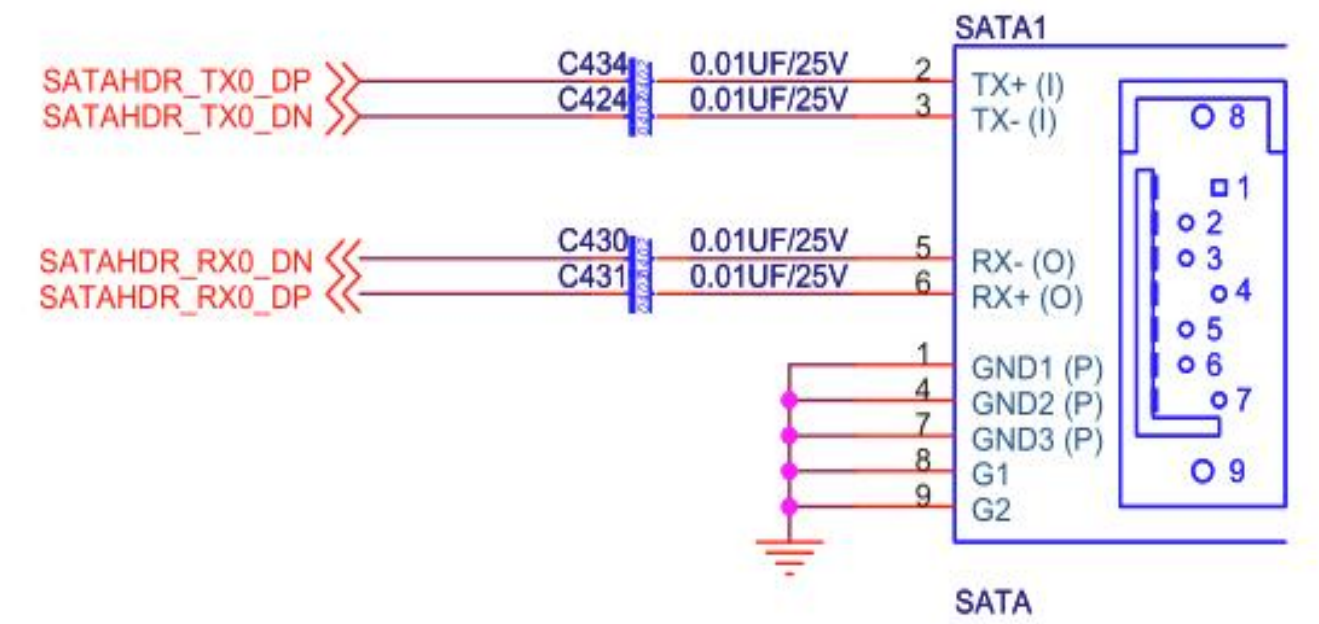 SATA1
SATAHDR_TX0_DP C434 0.01UF/25V 2 TX+ (I)
SATAHDR_TX0_DN C424 0.01UF/25V 3 TX- (I)
SATAHDR_RX0_DN C430 0.01UF/25V 5 RX- (O)
SATAHDR_RX0_DP C431 0.01UF/25V 6 RX+ (O)
1 GND1 (P)
4 GND2 (P)
7 GND3 (P)
8 G1
9 G2
8
1
2
3
4
5
6
7
9
SATA